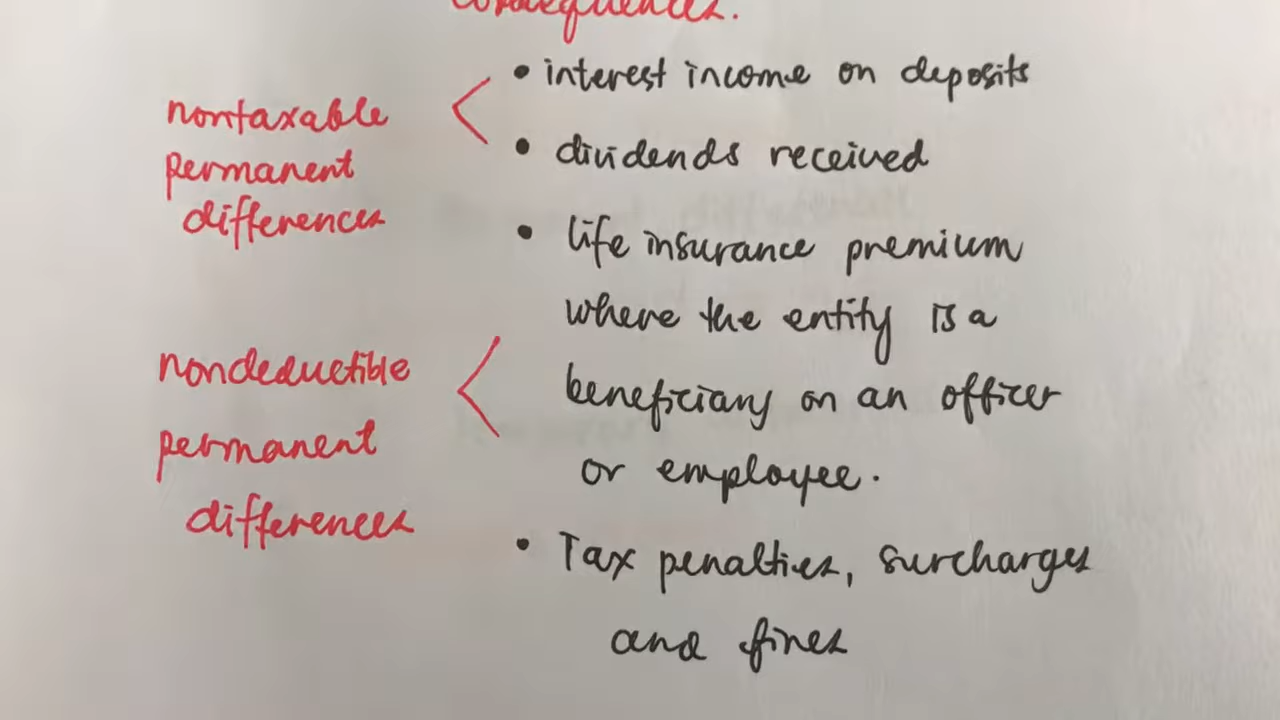 consequences.
• interest income on deposits
nontaxable
permanent
differences
• dividends received
• life insurance premium
where the entity is a
beneficiary on an officer
or employee.
nondeductible
permanent
differences
• Tax penalties, surcharges
and fines